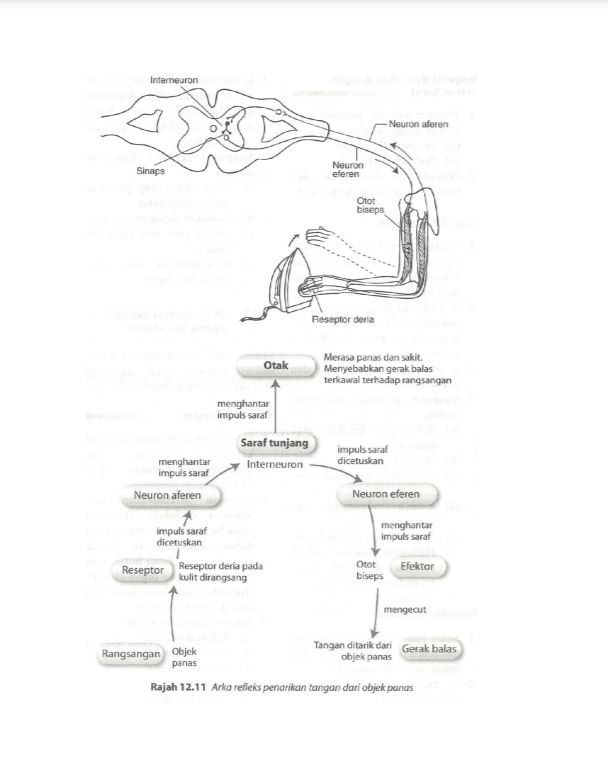 Interneuron
Neuron aferen
Sinaps
Neuron
eferen
Otot
biseps
Reseptor deria
Otak
Merasa panas dan sakit.
Menyebabkan gerak balas
terkawal terhadap rangsangan
menghantar
impuls saraf
Saraf tunjang
Interneuron
menghantar
impuls saraf
impuls saraf
dicetuskan
Neuron aferen
Neuron eferen
impuls saraf
dicetuskan
menghantar
impuls saraf
Reseptor
Reseptor deria pada
kulit dirangsang
Otot
biseps
Efektor
mengecut
Rangsangan
Objek
panas
Tangan ditarik dari
objek panas
Gerak balas
Rajah 12.11 Arka refleks penarikan tangan dari objek panas